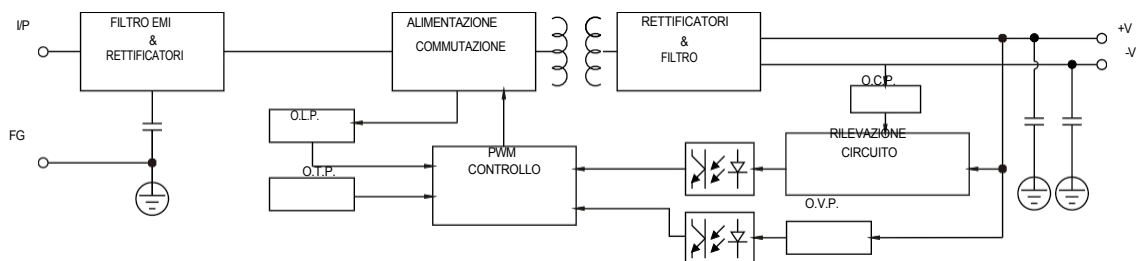 I/P
FILTRO EMI
&
RETTIFICATORI
ALIMENTAZIONE
COMMUTAZIONE
RETTIFICATORI
&
FILTRO
+V
-V
O.C.P.
O.L.P.
FG
RILEVAZIONE
CIRCUITO
PWM
CONTROLLO
O.T.P.
O.V.P.